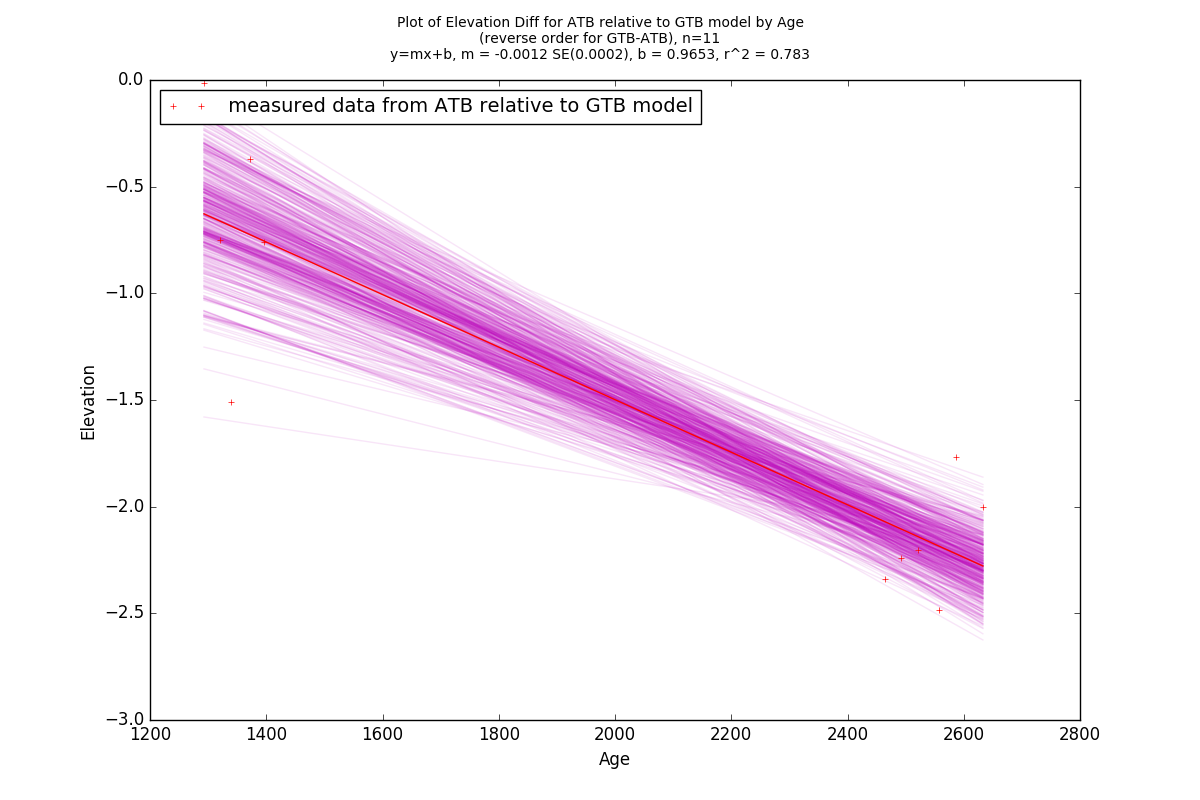 Plot of Elevation Diff for ATB relative to GTB model by Age
(reverse order for GTB-ATB), n=11
y=mx+b, m = -0.0012 SE(0.0002), b = 0.9653, r^2 = 0.783
measured data from ATB relative to GTB model
0.0
−0.5
−1.0
−1.5
−2.0
−2.5
−3.0
Elevation
1200 1400 1600 1800 2000 2200 2400 2600 2800
Age